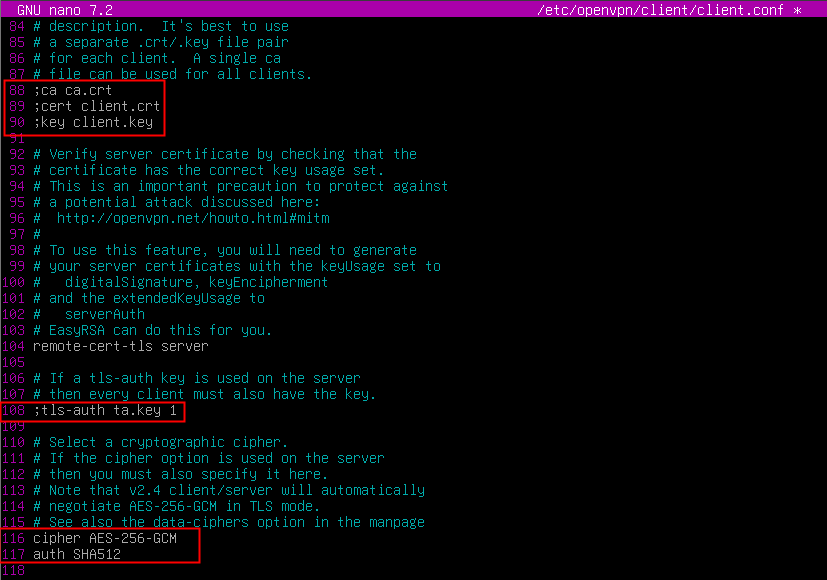 GNU nano 7.2 /etc/openvpn/client/client.conf *
84 # description.  It's best to use
85 # a separate .crt/.key file pair
86 # for each client.  A single ca
87 # file can be used for all clients.
88 ;ca ca.crt
89 ;cert client.crt
90 ;key client.key
91
92 # Verify server certificate by checking that the
93 # certificate has the correct key usage set.
94 # This is an important precaution to protect against
95 # a potential attack discussed here:
96 #  http://openvpn.net/howto.html#mitm
97 #
98 # To use this feature, you will need to generate
99 # your server certificates with the keyUsage set to
100 #   digitalSignature, keyEncipherment
101 # and the extendedKeyUsage to
102 #   serverAuth
103 # EasyRSA can do this for you.
104 remote-cert-tls server
105
106 # If a tls-auth key is used on the server
107 # then every client must also have the key.
108 ;tls-auth ta.key 1
109
110 # Select a cryptographic cipher.
111 # If the cipher option is used on the server
112 # then you must also specify it here.
113 # Note that v2.4 client/server will automatically
114 # negotiate AES-256-GCM in TLS mode.
115 # See also the data-ciphers option in the manpage
116 cipher AES-256-GCM
117 auth SHA512
118